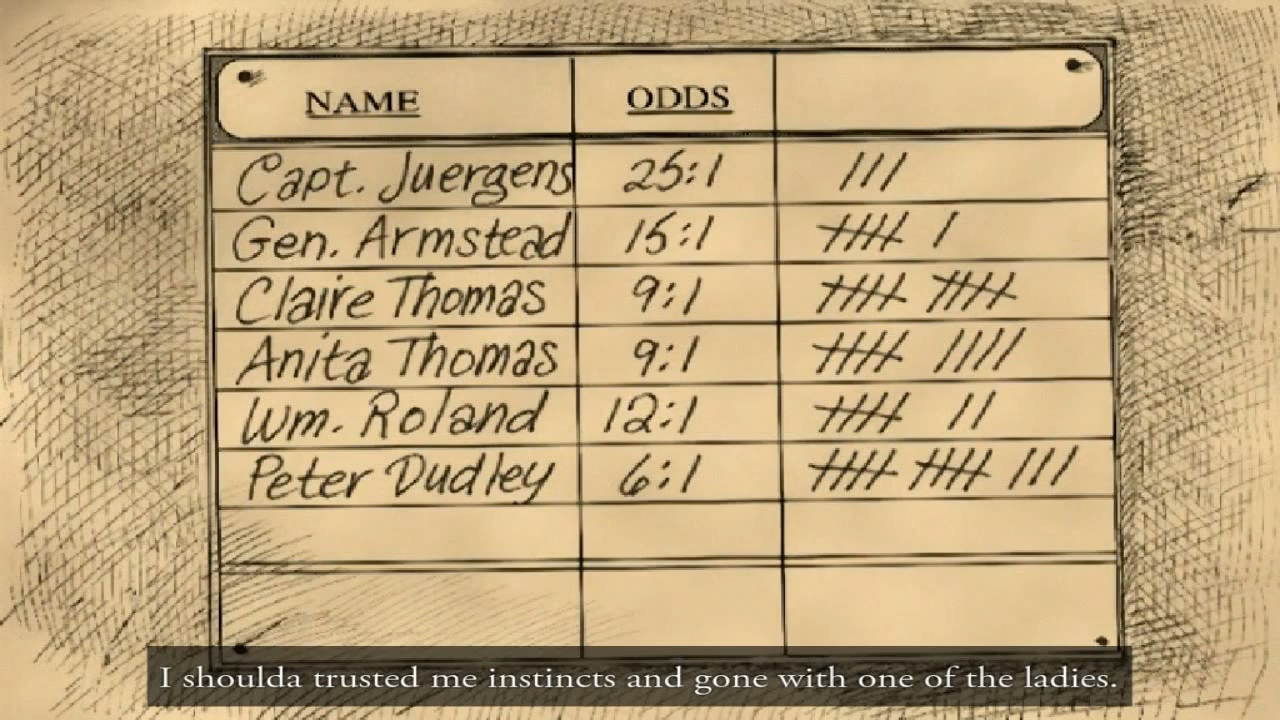 NAME ODDS
Capt. Juergens 25:1
Gen. Armstead 15:1
Claire Thomas 9:1
Anita Thomas 9:1
Wm. Roland 12:1
Peter Dudley 6:1
I shoulda trusted me instincts and gone with one of the ladies.